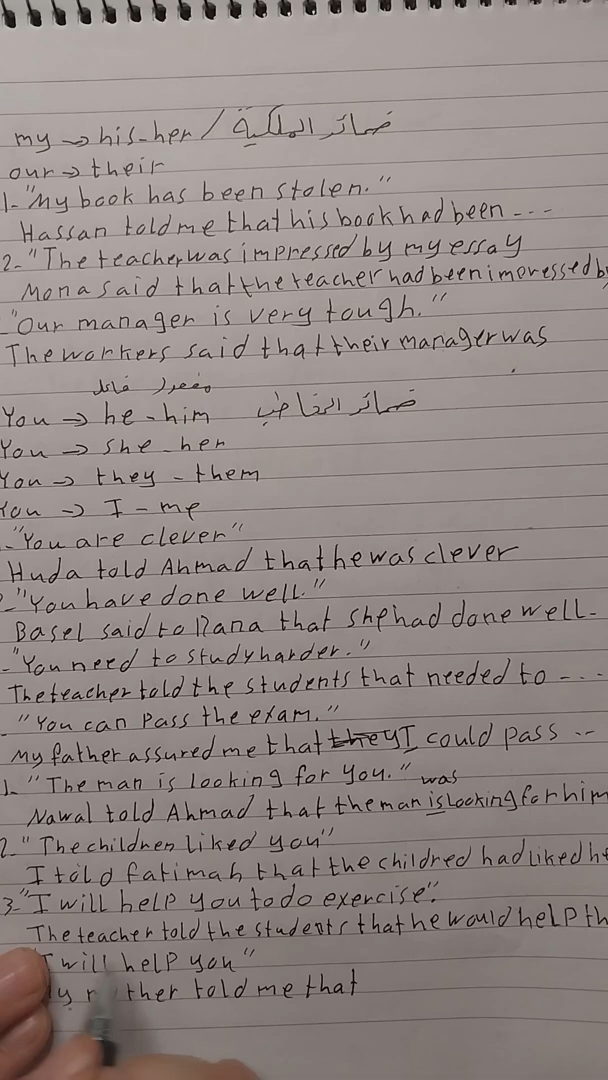 my → his - her / ضمائر الملكية
our → their
1- "My book has been stolen."
Hassan told me that his book had been ---
2- "The teacher was impressed by my essay
Mona said that the teacher had been impressed by
- "Our manager is very tough."
The workers said that their manager was
مفعول فاعل
You → he - him ضمائر المخاطب
You → she - her
You → they - them
You → I - me
- "You are clever"
Huda told Ahmad that he was clever
2- "You have done well."
Basel said to Rana that she had done well -
- "You need to study harder."
The teacher told the students that needed to ---
"You can pass the exam."
My father assured me that they I could pass --
1- "The man is looking for you."
was
Nawal told Ahmad that the man is looking for him
2- "The children liked you"
I told fatimah that the childred had liked
3- "I will help you to do exercise".
The teacher told the students that he would help
I will help you"
told me that